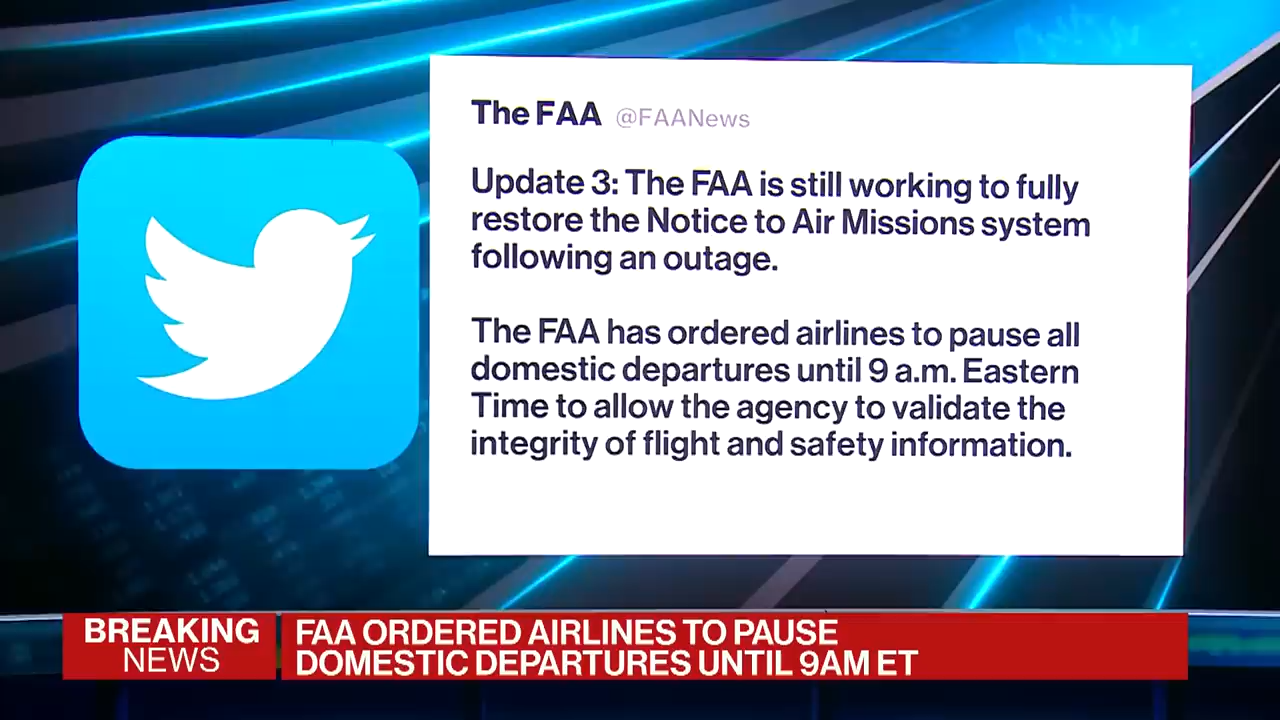 The FAA @FAANews
Update 3: The FAA is still working to fully
restore the Notice to Air Missions system
following an outage.
The FAA has ordered airlines to pause all
domestic departures until 9 a.m. Eastern
Time to allow the agency to validate the
integrity of flight and safety information.
BREAKING
NEWS
FAA ORDERED AIRLINES TO PAUSE
DOMESTIC DEPARTURES UNTIL 9AM ET